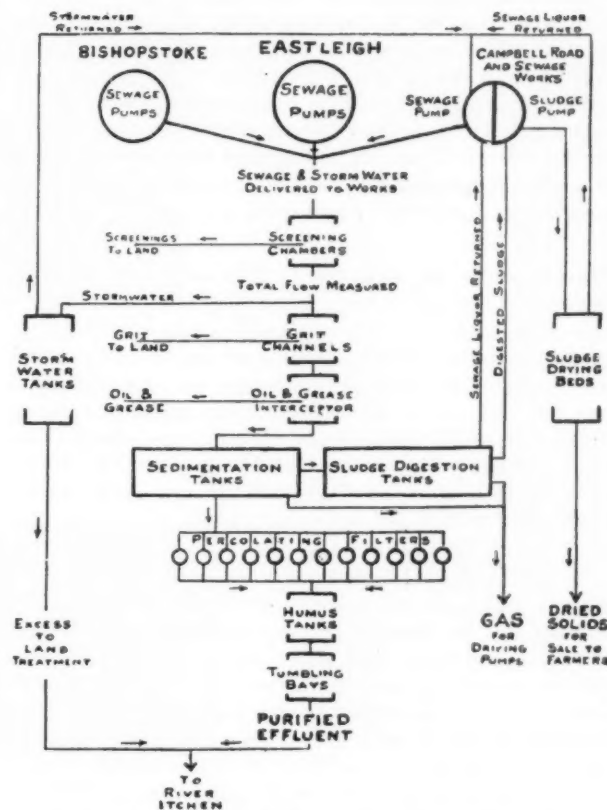 STORMWATER
RETURNED
SEWAGE LIQUOR
RETURNED
BISHOPSTOKE
EASTLEIGH
CAMPBELL ROAD
AND SEWAGE
WORKS
SEWAGE
PUMPS
SEWAGE
PUMPS
SEWAGE
PUMP
SLUDGE
PUMP
SEWAGE & STORM WATER
DELIVERED TO WORKS
SCREENINGS
TO LAND
SCREENING
CHAMBERS
TOTAL FLOW MEASURED
STORMWATER
SEWAGE LIQUOR RETURNED
DIGESTED SLUDGE
STORM
WATER
TANKS
GRIT
TO LAND
GRIT
CHANNELS
SLUDGE
DRYING
BEDS
OIL &
GREASE
OIL & GREASE
INTERCEPTOR
SEDIMENTATION
TANKS
SLUDGE DIGESTION
TANKS
PERCOLATING FILTERS
HUMUS
TANKS
EXCESS
TO LAND
TREATMENT
GAS
FOR
DRIVING
PUMPS
DRIED
SOLIDS
FOR
SALE TO
FARMERS
TUMBLING
BAYS
PURIFIED
EFFLUENT
TO
RIVER
ITCHEN